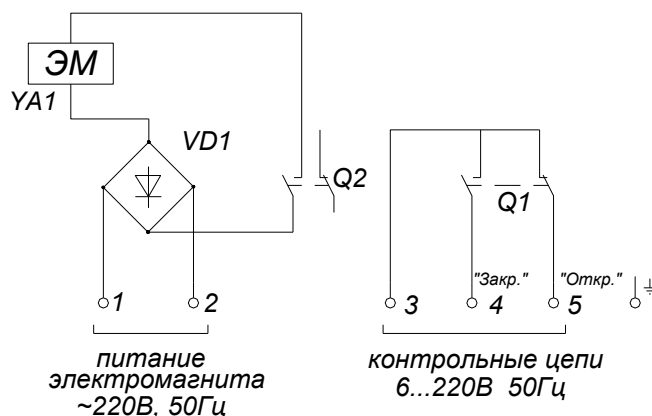 ЭМ
YA1
VD1
Q2
Q1
"Закр."
"Откр."
1
2
3
4
5
питание
электромагнита
~220В, 50Гц
контрольные цепи
6...220В 50Гц